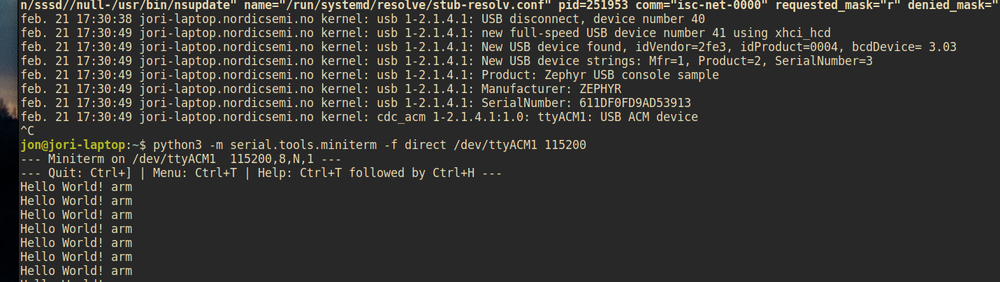 n/sssd//null-/usr/bin/nsupdate" name="/run/systemd/resolve/stub-resolv.conf" pid=251953 comm="isc-net-0000" requested_mask="r" denied_mask="
feb. 21 17:30:38 jori-laptop.nordicsemi.no kernel: usb 1-2.1.4.1: USB disconnect, device number 40
feb. 21 17:30:49 jori-laptop.nordicsemi.no kernel: usb 1-2.1.4.1: new full-speed USB device number 41 using xhci_hcd
feb. 21 17:30:49 jori-laptop.nordicsemi.no kernel: usb 1-2.1.4.1: New USB device found, idVendor=2fe3, idProduct=0004, bcdDevice= 3.03
feb. 21 17:30:49 jori-laptop.nordicsemi.no kernel: usb 1-2.1.4.1: New USB device strings: Mfr=1, Product=2, SerialNumber=3
feb. 21 17:30:49 jori-laptop.nordicsemi.no kernel: usb 1-2.1.4.1: Product: Zephyr USB console sample
feb. 21 17:30:49 jori-laptop.nordicsemi.no kernel: usb 1-2.1.4.1: Manufacturer: ZEPHYR
feb. 21 17:30:49 jori-laptop.nordicsemi.no kernel: usb 1-2.1.4.1: SerialNumber: 611DF0FD9AD53913
feb. 21 17:30:49 jori-laptop.nordicsemi.no kernel: cdc_acm 1-2.1.4.1:1.0: ttyACM1: USB ACM device
^C
jon@jori-laptop:~$ python3 -m serial.tools.miniterm -f direct /dev/ttyACM1 115200
--- Miniterm on /dev/ttyACM1  115200,8,N,1 ---
--- Quit: Ctrl+] | Menu: Ctrl+T | Help: Ctrl+T followed by Ctrl+H ---
Hello World! arm
Hello World! arm
Hello World! arm
Hello World! arm
Hello World! arm
Hello World! arm
Hello World! arm